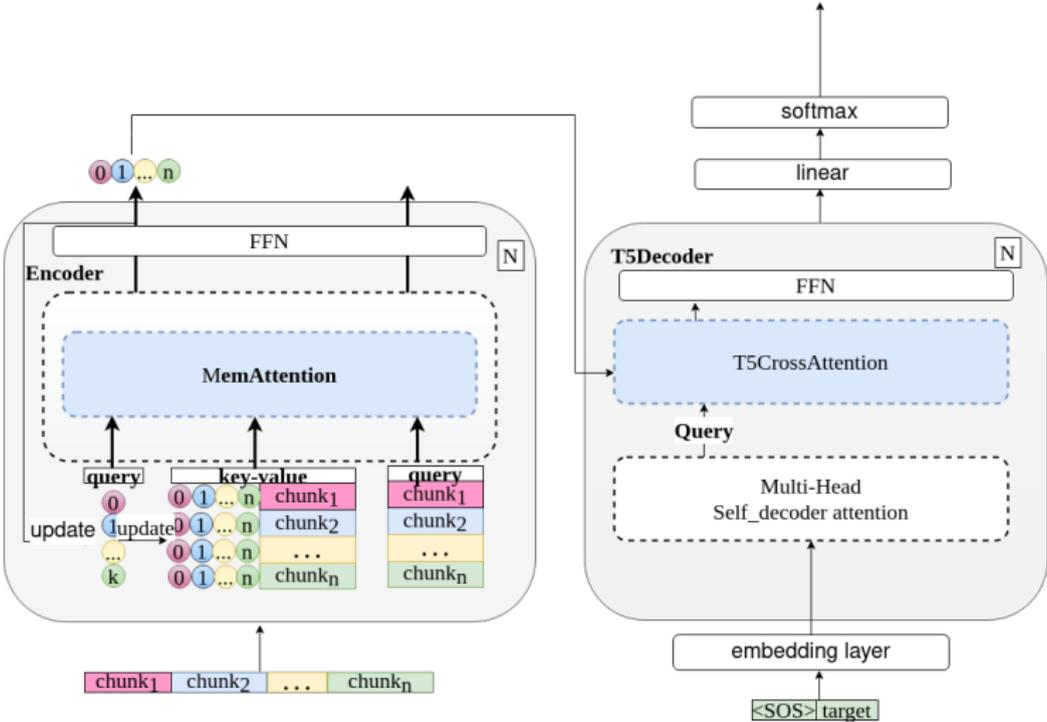 softmax
linear
0 1 ... n
FFN
N
Encoder
MemAttention
query
key-value
query
0
1
...
k
update
update
0 1 ... n chunk1
0 1 ... n chunk2
0 1 ... n ...
0 1 ... n chunkn
chunk1
chunk2
...
chunkn
chunk1 chunk2 ... chunkn
T5Decoder
N
FFN
T5CrossAttention
Query
Multi-Head
Self_decoder attention
embedding layer
<SOS> target